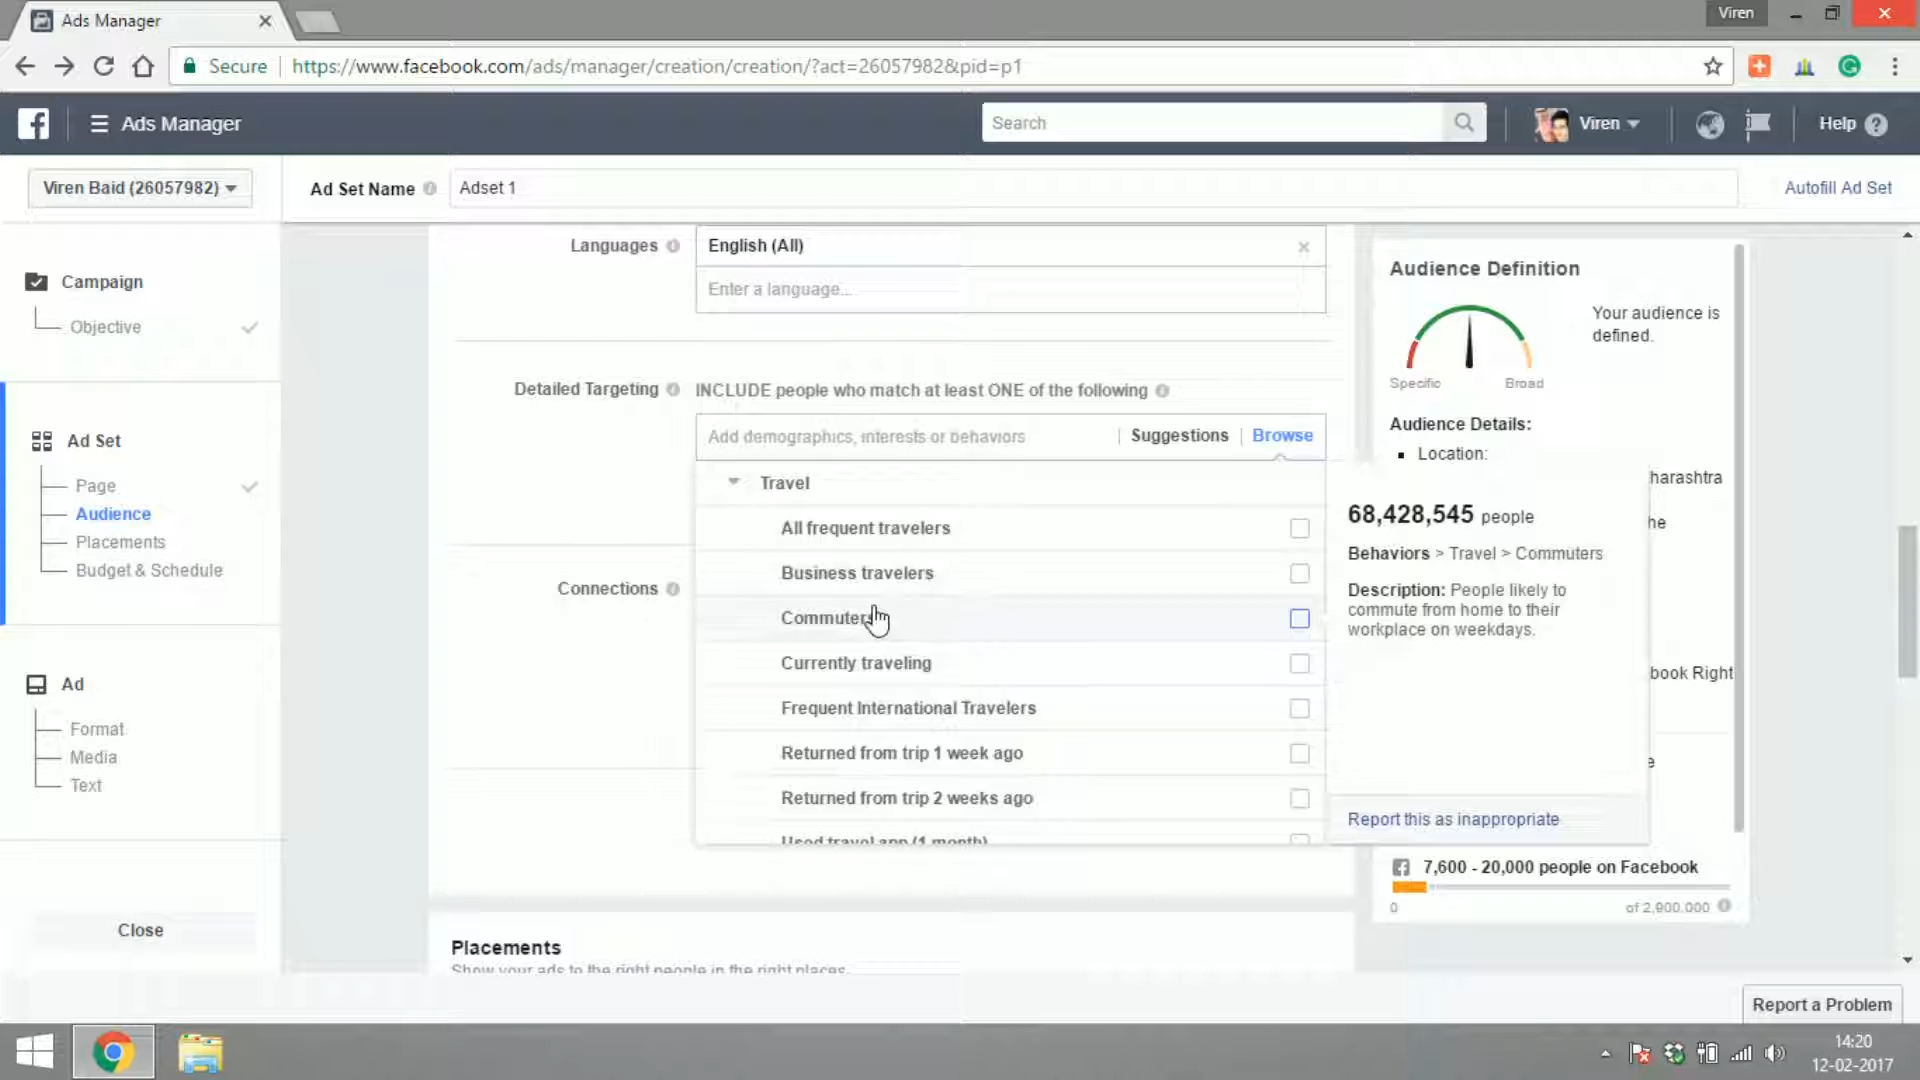 Ads Manager
Viren
Secure
https://www.facebook.com/ads/manager/creation/creation/?act=26057982&pid=p1
Ads Manager
Search
Viren
Help
Viren Baid (26057982)
Ad Set Name
Adset 1
Autofill Ad Set
Campaign
Objective
Ad Set
Page
Audience
Placements
Budget & Schedule
Ad
Format
Media
Text
Close
Languages
English (All)
Enter a language...
Detailed Targeting
INCLUDE people who match at least ONE of the following
Add demographics, interests or behaviors
Suggestions
Browse
Travel
All frequent travelers
Business travelers
Commuters
Currently traveling
Frequent International Travelers
Returned from trip 1 week ago
Returned from trip 2 weeks ago
Used travel app (1 month)
Connections
68,428,545 people
Behaviors > Travel > Commuters
Description: People likely to
commute from home to their
workplace on weekdays.
Report this as inappropriate
Audience Definition
Your audience is
defined.
Specific
Broad
Audience Details:
Location:
harashtra
he
book Right
e
7,600 - 20,000 people on Facebook
0
of 2,900,000
Placements
Show your ads to the right people in the right places.
Report a Problem
14:20
12-02-2017